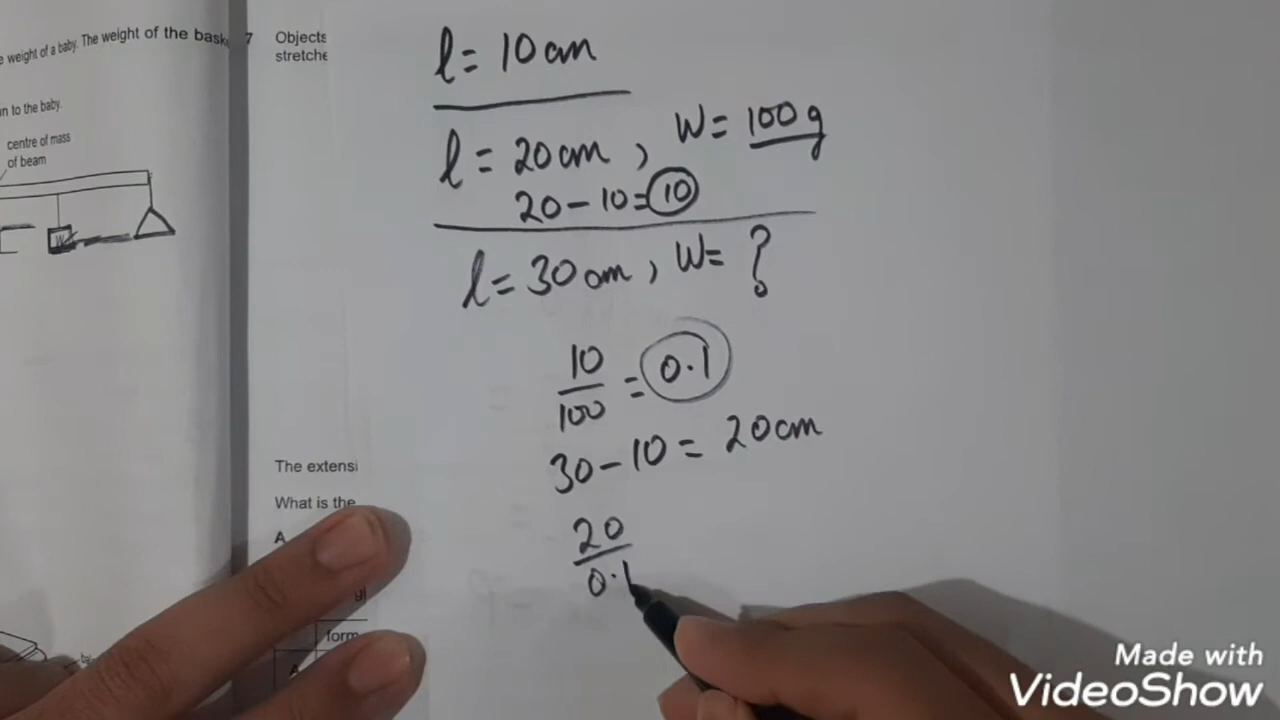 e weight of a baby. The weight of the bask
n to the baby.
centre of mass
of beam
W
7 Objects
stretche
The extensi
What is the
A
g)
form
A
l = 10 cm
l = 20 cm , W = 100 g
20 - 10 = 10
l = 30 cm , W = ?
10/100 = 0.1
30 - 10 = 20 cm
20/0.1
Made with
VideoShow